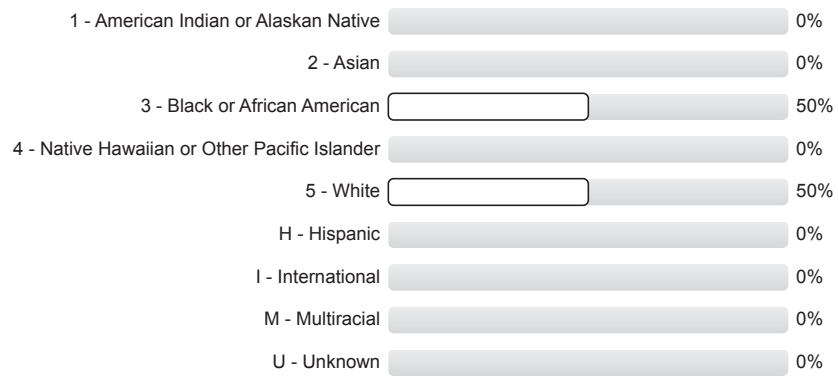 1 - American Indian or Alaskan Native 0%
2 - Asian 0%
3 - Black or African American 50%
4 - Native Hawaiian or Other Pacific Islander 0%
5 - White 50%
H - Hispanic 0%
I - International 0%
M - Multiracial 0%
U - Unknown 0%